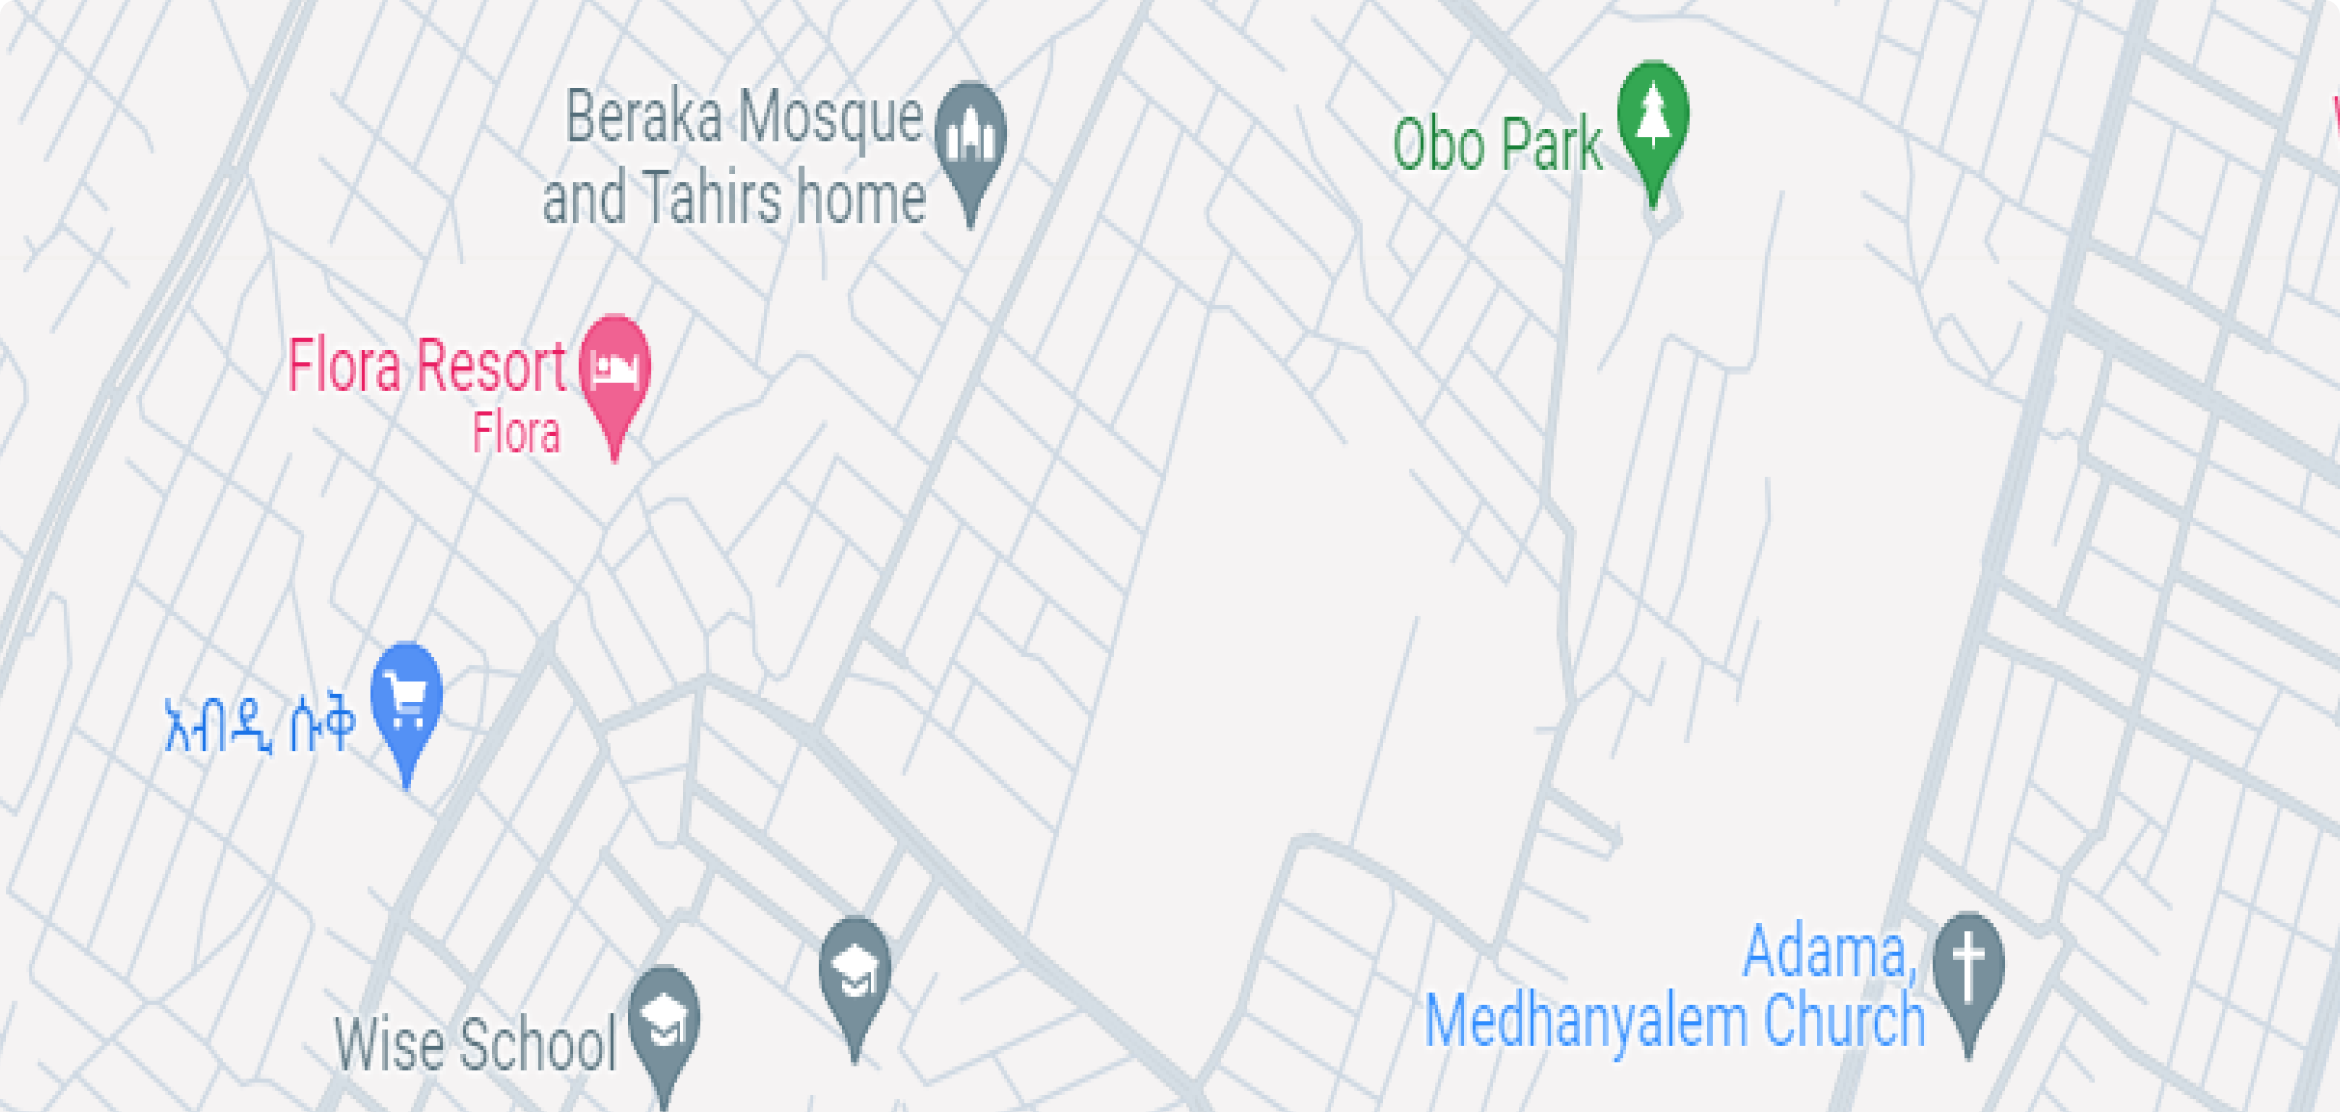 Beraka Mosque
and Tahirs home
Obo Park
Flora Resort
Flora
አብዲ ሱቅ
Wise School
Adama,
Medhanyalem Church